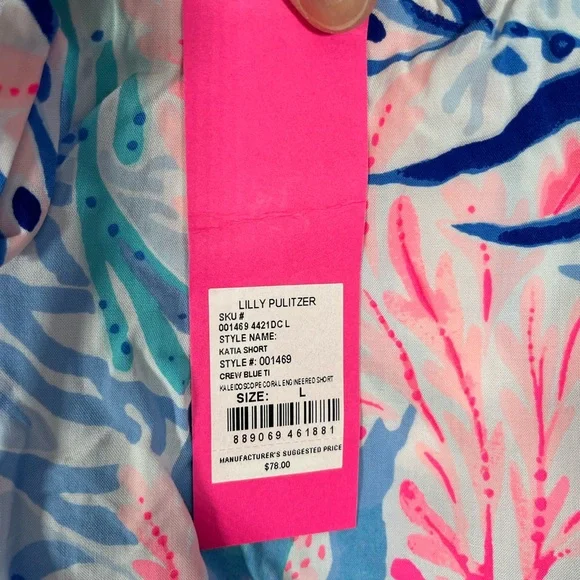 LILLY PULITZER
SKU #
001469 4421DC L
STYLE NAME:
KATIA SHORT
STYLE #: 001469
CREW BLUE TI
KALEIDOSCOPE CORAL ENGINEERED SHORT
SIZE: L
889069 461881
MANUFACTURER'S SUGGESTED PRICE
$78.00